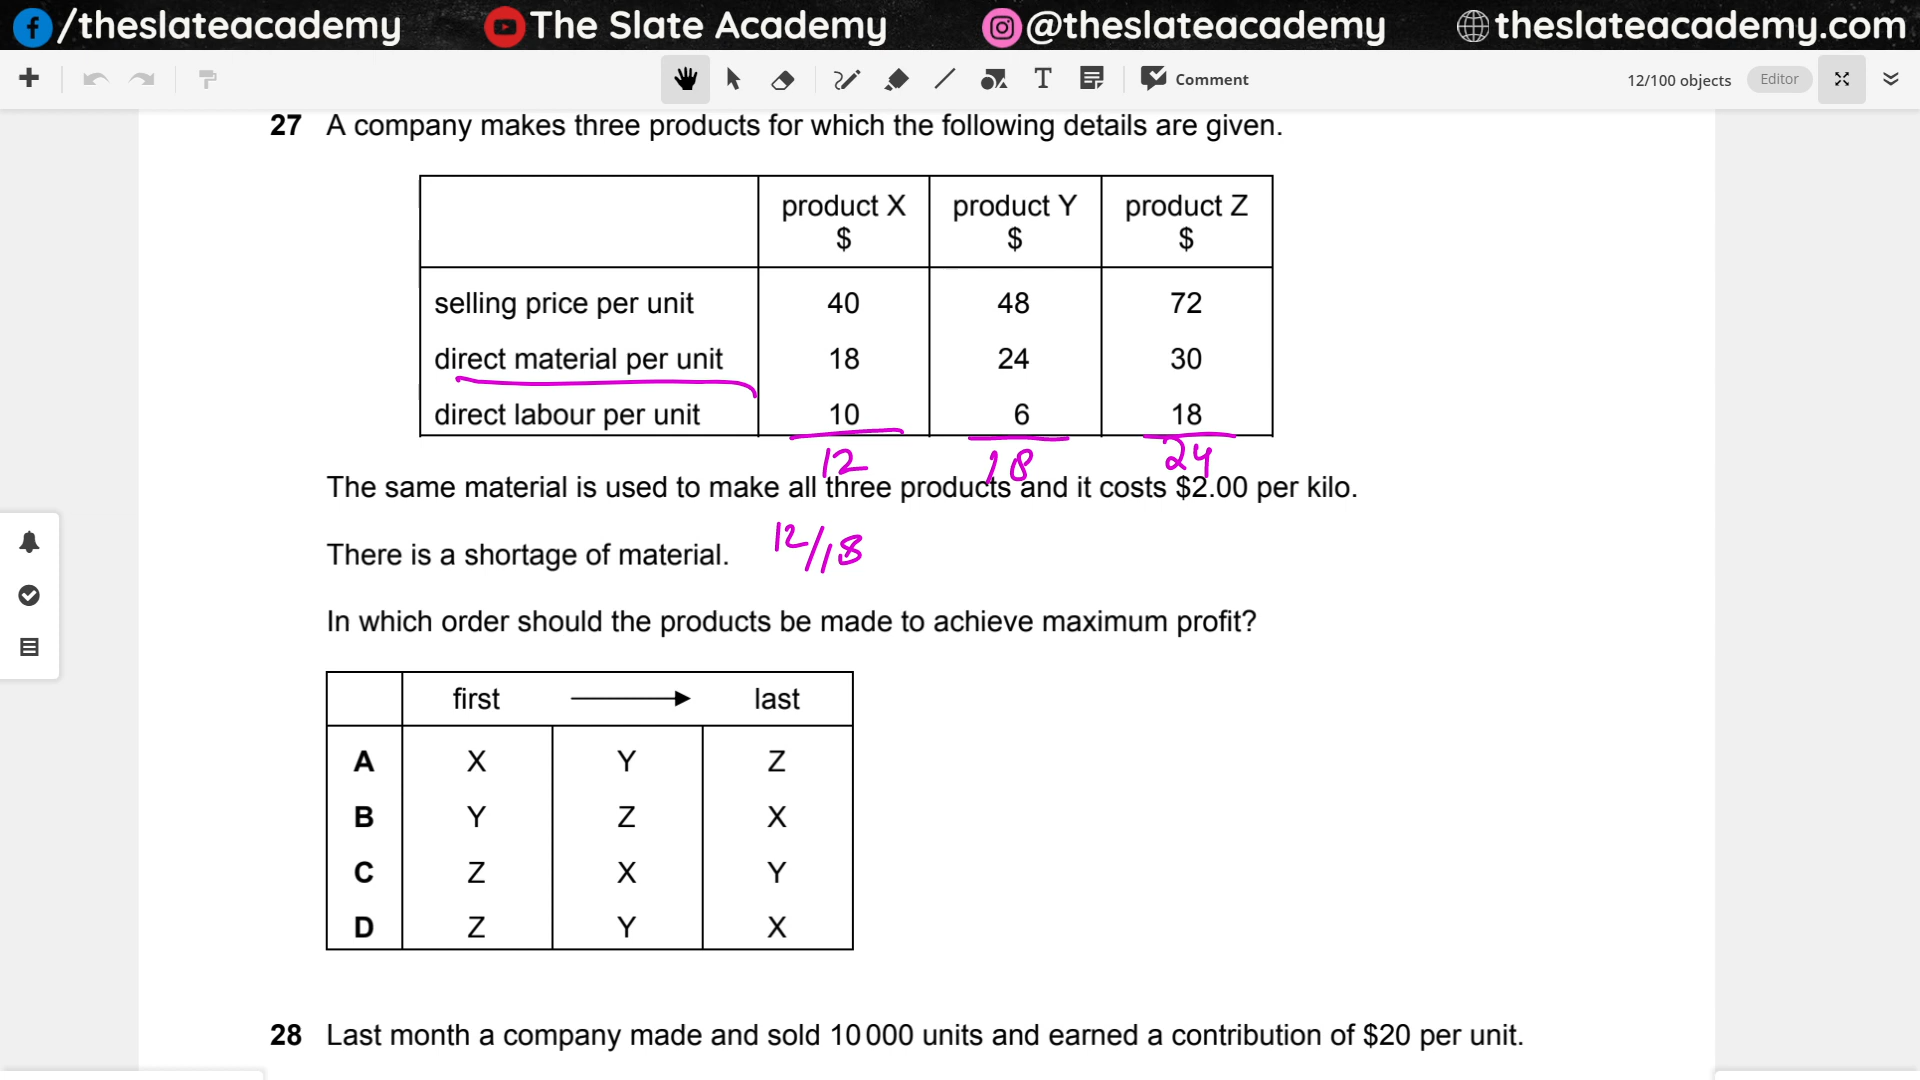 /theslateacademy The Slate Academy @theslateacademy theslateacademy.com
T Comment 12/100 objects Editor
27 A company makes three products for which the following details are given.
product X product Y product Z
$ $ $
selling price per unit 40 48 72
direct material per unit 18 24 30
direct labour per unit 10 6 18
12 18 24
The same material is used to make all three products and it costs $2.00 per kilo.
There is a shortage of material. 12/18
In which order should the products be made to achieve maximum profit?
first last
A X Y Z
B Y Z X
C Z X Y
D Z Y X
28 Last month a company made and sold 10 000 units and earned a contribution of $20 per unit.